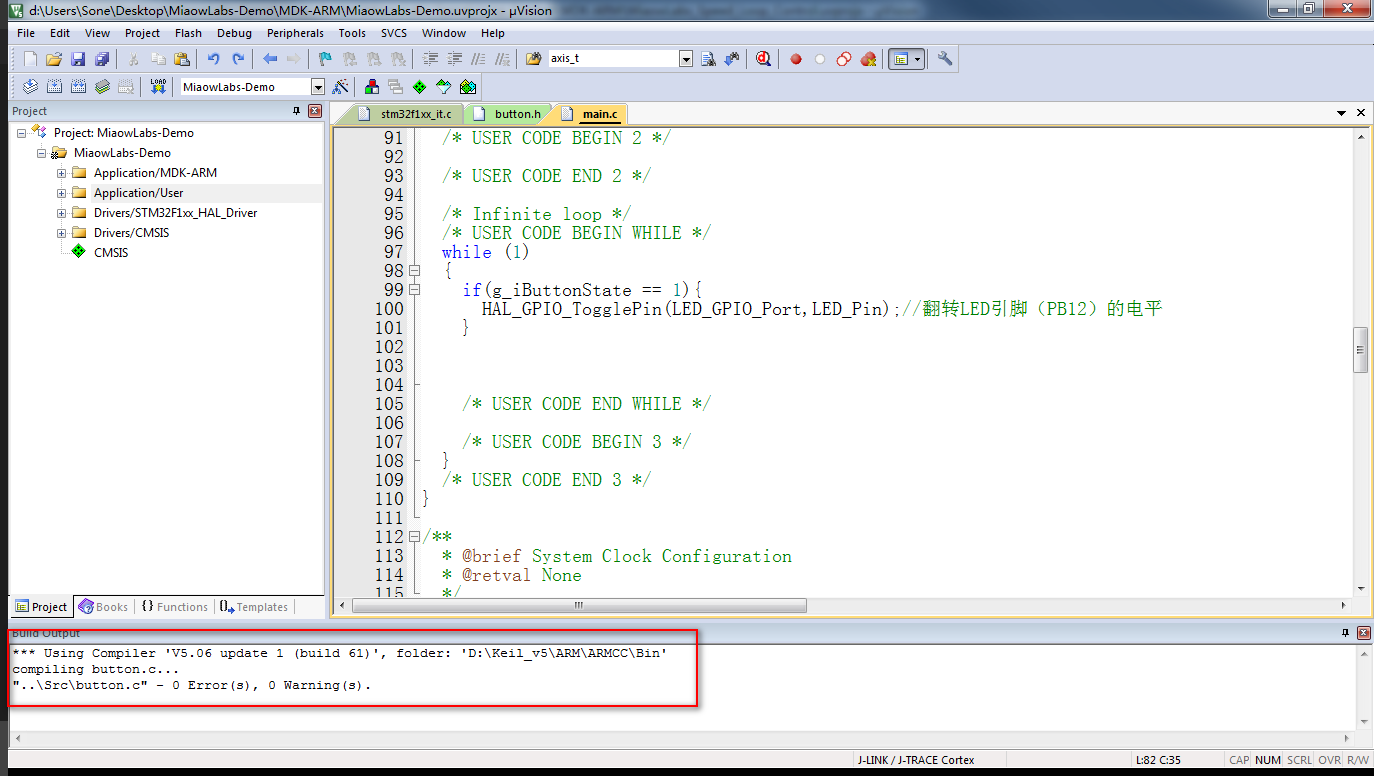 d:\Users\Sone\Desktop\MiaowLabs-Demo\MDK-ARM\MiaowLabs-Demo.uvprojx - µVision
File Edit View Project Flash Debug Peripherals Tools SVCS Window Help
axis_t
LOAD MiaowLabs-Demo
Project
Project: MiaowLabs-Demo
MiaowLabs-Demo
Application/MDK-ARM
Application/User
Drivers/STM32F1xx_HAL_Driver
Drivers/CMSIS
CMSIS
Project Books {} Functions Templates
stm32f1xx_it.c button.h main.c
91 /* USER CODE BEGIN 2 */
92
93 /* USER CODE END 2 */
94
95 /* Infinite loop */
96 /* USER CODE BEGIN WHILE */
97 while (1)
98 {
99 if(g_iButtonState == 1){
100 HAL_GPIO_TogglePin(LED_GPIO_Port,LED_Pin);//翻转LED引脚（PB12）的电平
101 }
102
103
104
105 /* USER CODE END WHILE */
106
107 /* USER CODE BEGIN 3 */
108 }
109 /* USER CODE END 3 */
110 }
111
112 /**
113 * @brief System Clock Configuration
114 * @retval None
115 */
Build Output
*** Using Compiler 'V5.06 update 1 (build 61)', folder: 'D:\Keil_v5\ARM\ARMCC\Bin'
compiling button.c...
"..\Src\button.c" - 0 Error(s), 0 Warning(s).
J-LINK / J-TRACE Cortex L:82 C:35 CAP NUM SCRL OVR R/W